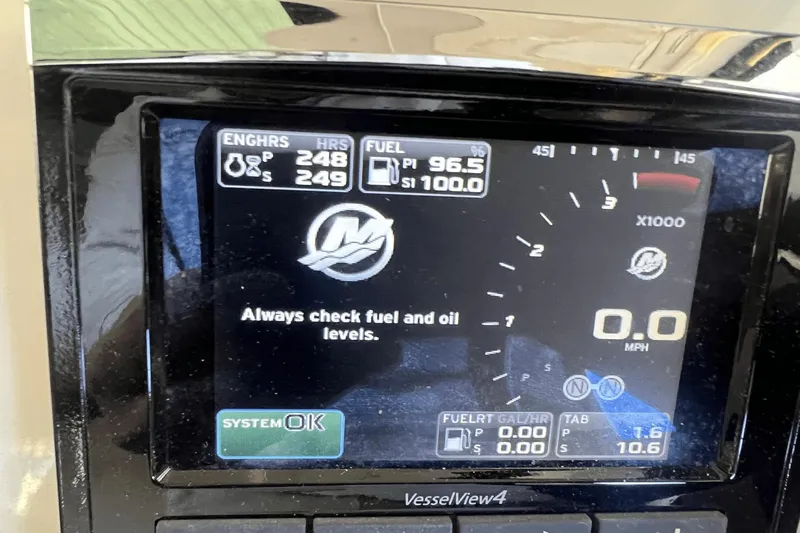 ENGHRS HRS
P 248
S 249
FUEL %
P1 96.5
S1 100.0
45 45
3
X1000
2
M
Always check fuel and oil
levels.
1
0.0
MPH
P S
N N
SYSTEM OK
FUELRT GAL/HR
P 0.00
S 0.00
TAB
P 1.6
S 10.6
VesselView4